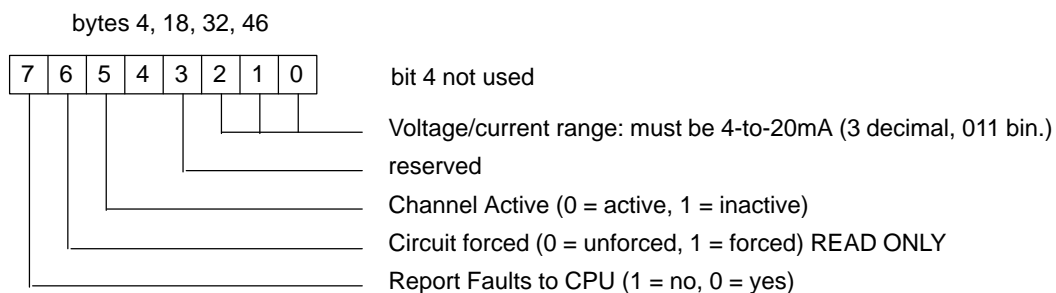 bytes 4, 18, 32, 46
7 6 5 4 3 2 1 0
bit 4 not used
Voltage/current range: must be 4-to-20mA (3 decimal, 011 bin.)
reserved
Channel Active (0 = active, 1 = inactive)
Circuit forced (0 = unforced, 1 = forced) READ ONLY
Report Faults to CPU (1 = no, 0 = yes)